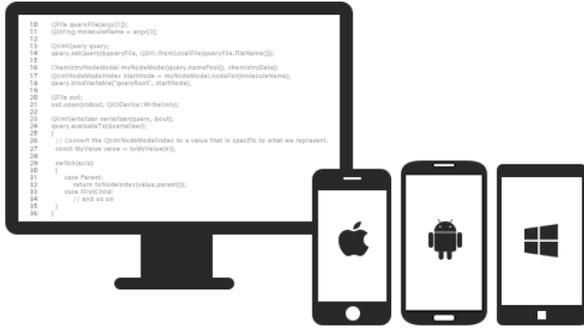 10 QFile queryFile(argv[1]);
11 QString moleculeName = argv[2];
12
13 QXmlQuery query;
14 query.setQuery(&queryFile, QUrl::fromLocalFile(queryFile.fileName()));
15
16 ChemistryNodeModel myNodeModel(query.namePool(), chemistryData);
17 QXmlNodeModelIndex startNode = myNodeModel.nodeFor(moleculeName);
18 query.bindVariable("queryRoot", startNode);
19
20 QFile out;
21 out.open(stdout, QIODevice::WriteOnly);
22
23 QXmlSerializer serializer(query, &out);
24 query.evaluateTo(&serializer);
25 {
26 // Convert the QXmlNodeModelIndex to a value that is specific to what we represent.
27 const MyValue value = toMyValue(ni);
28
29 switch(axis)
30 {
31 case Parent:
32 return toNodeIndex(value.parent());
33 case FirstChild:
34 // and so on
35 }
36 }